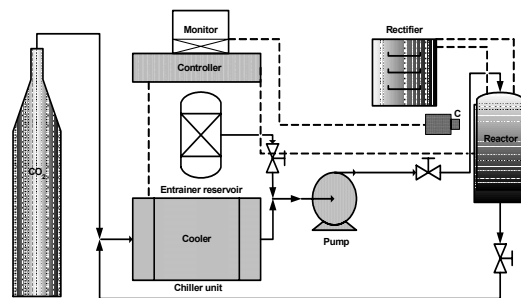 Monitor
Controller
Rectifier
C
Reactor
CO2
Entrainer reservoir
Cooler
Pump
Chiller unit